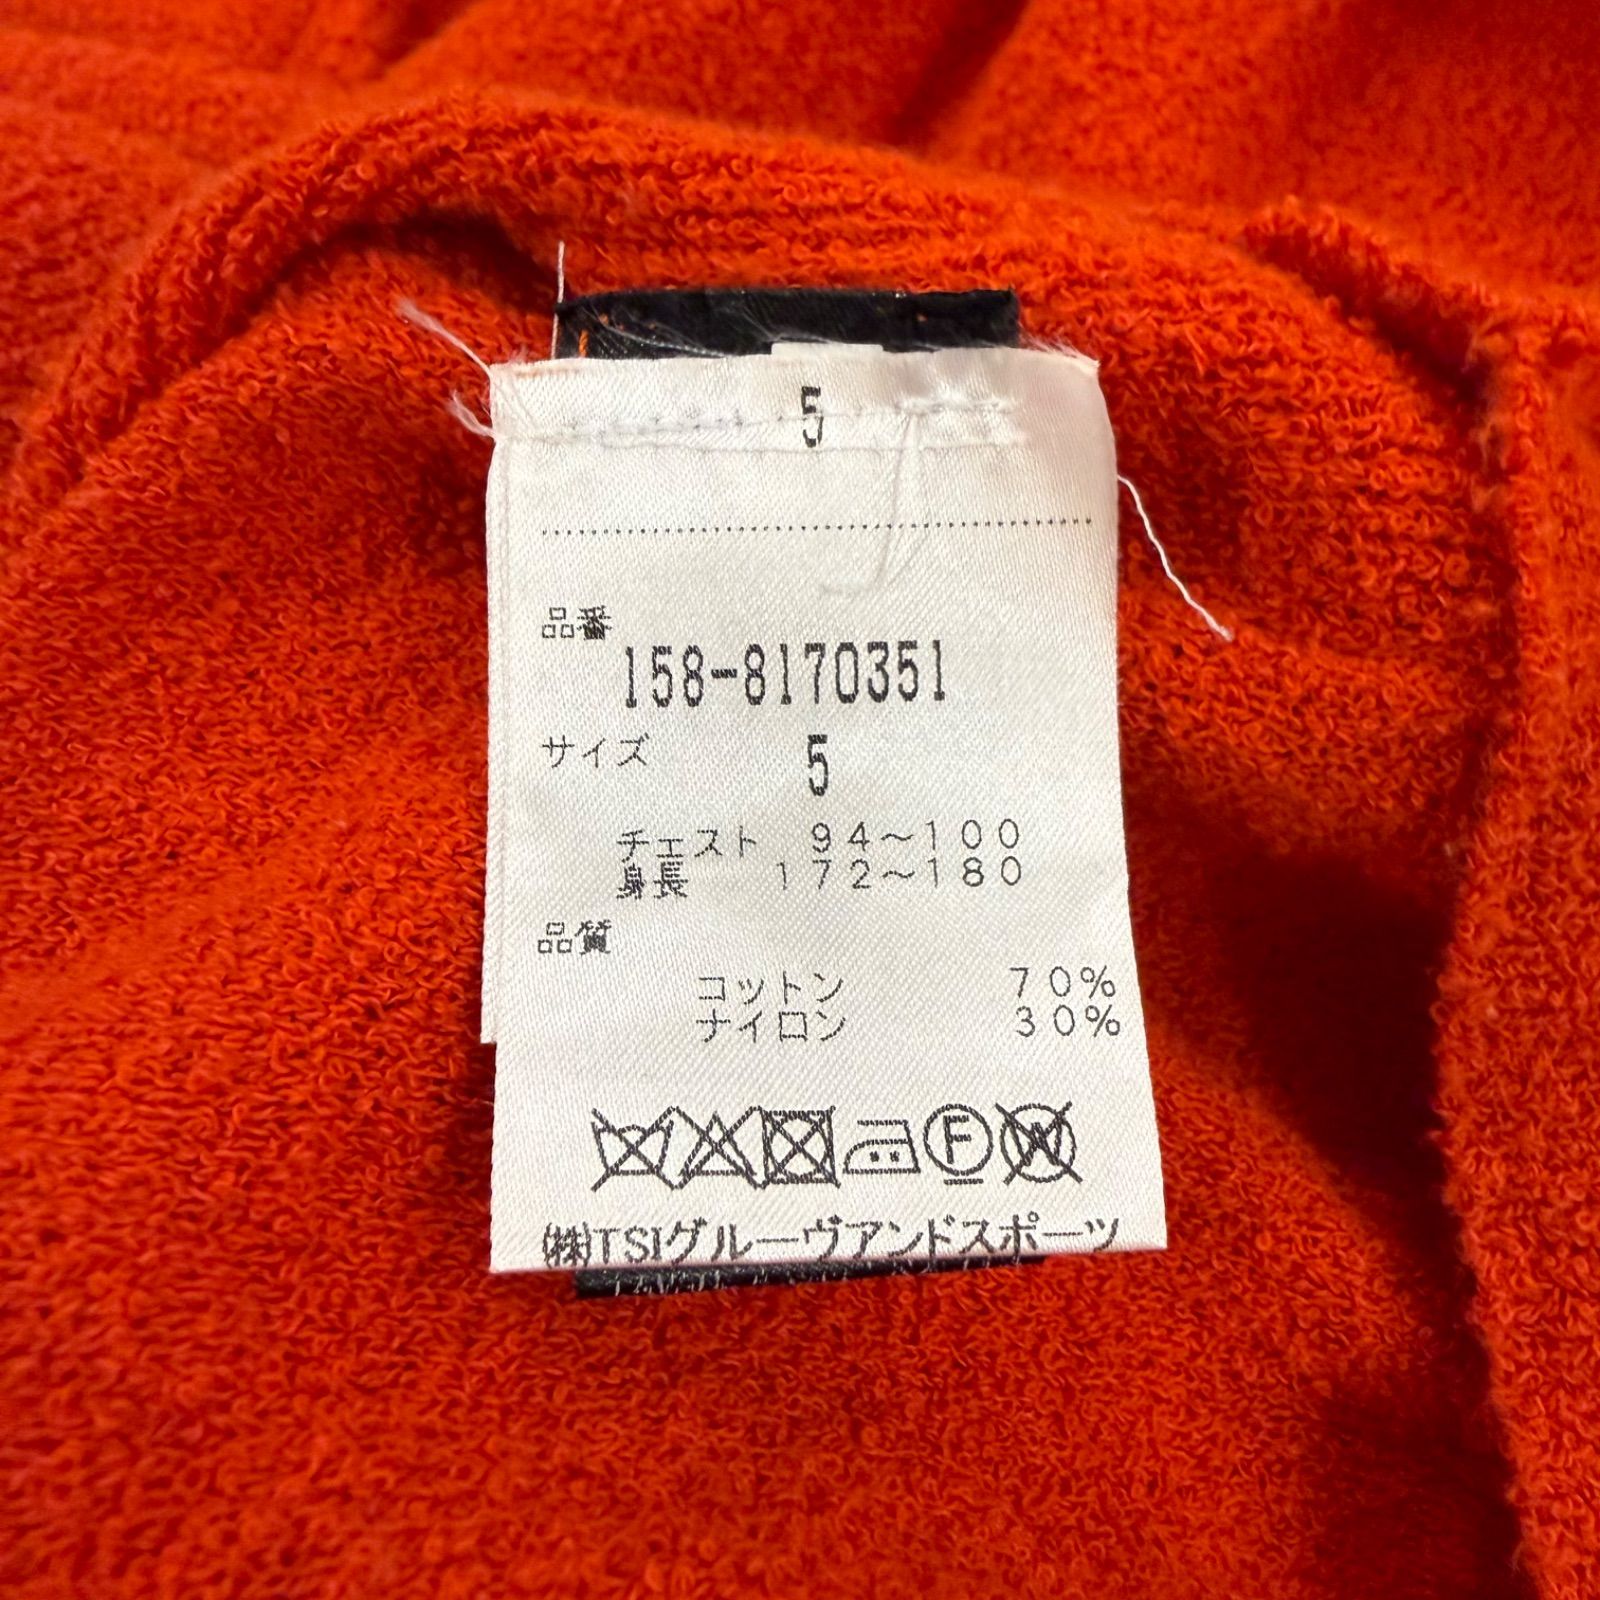 5
品番
158-8170351
サイズ 5
チェスト 94~100
身長 172~180
品質
コットン 70%
ナイロン 30%
F W
(株)TSIグルーヴアンドスポーツ